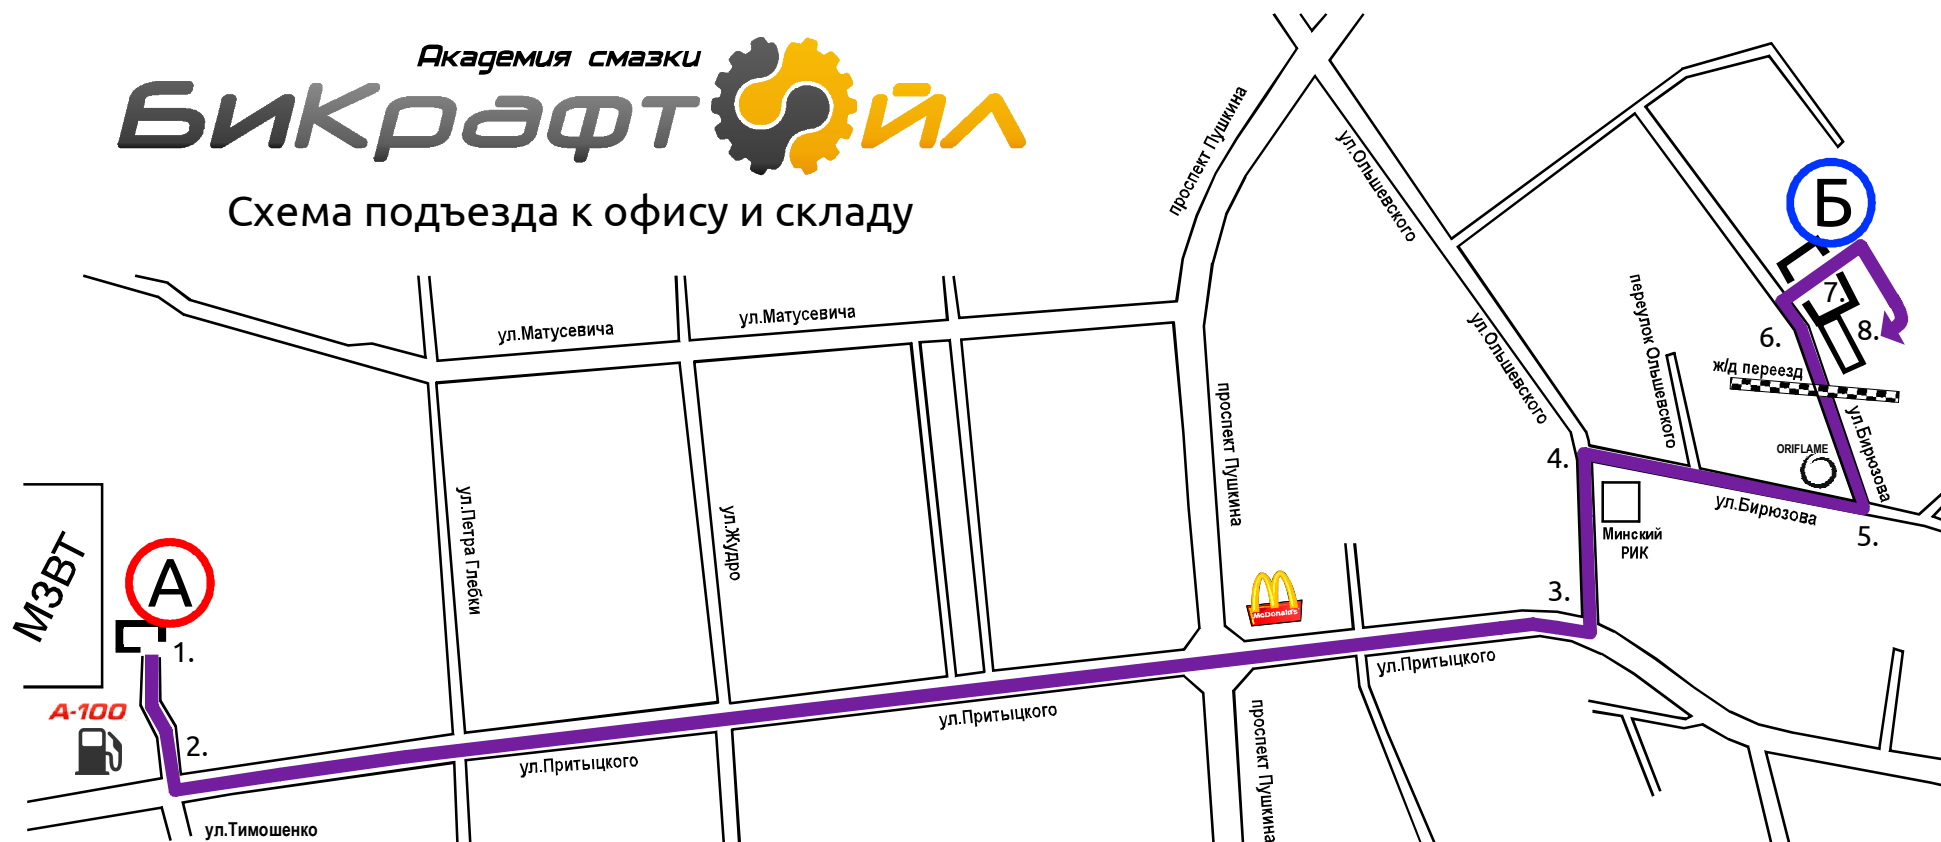 Академия смазки
БиКрафт йл
Схема подъезда к офису и складу
проспект Пушкина
ул.Ольшевского
Б
ул.Матусевича
ул.Матусевича
переулок Ольшевского
7.
6.
8.
ул.Ольшевского
ж/д переезд
проспект Пушкина
ул.Бирюзова
ORIFLAME
4.
ул.Бирюзова
5.
Минский
РИК
ул.Петра Глебки
ул.Жудро
МЗВТ
А
1.
3.
McDonald's
ул.Притыцкого
А-100
2.
ул.Притыцкого
проспект Пушкина
ул.Притыцкого
ул.Тимошенко